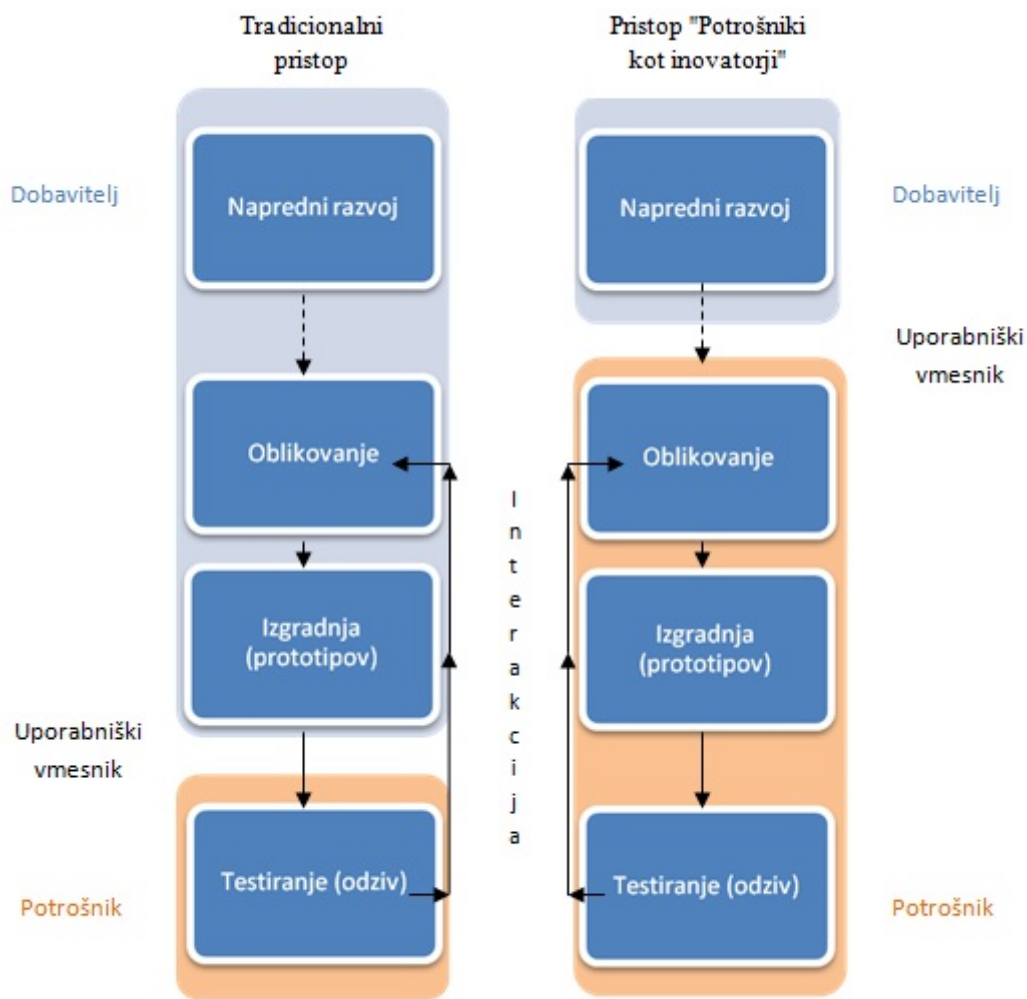 Tradicionalni
pristop
Pristop "Potrošniki
kot inovatorji"
Dobavitelj
Napredni razvoj
Napredni razvoj
Dobavitelj
Uporabniški
vmesnik
Oblikovanje
Oblikovanje
Interakcija
Izgradnja
(prototipov)
Izgradnja
(prototipov)
Uporabniški
vmesnik
Testiranje (odziv)
Testiranje (odziv)
Potrošnik
Potrošnik